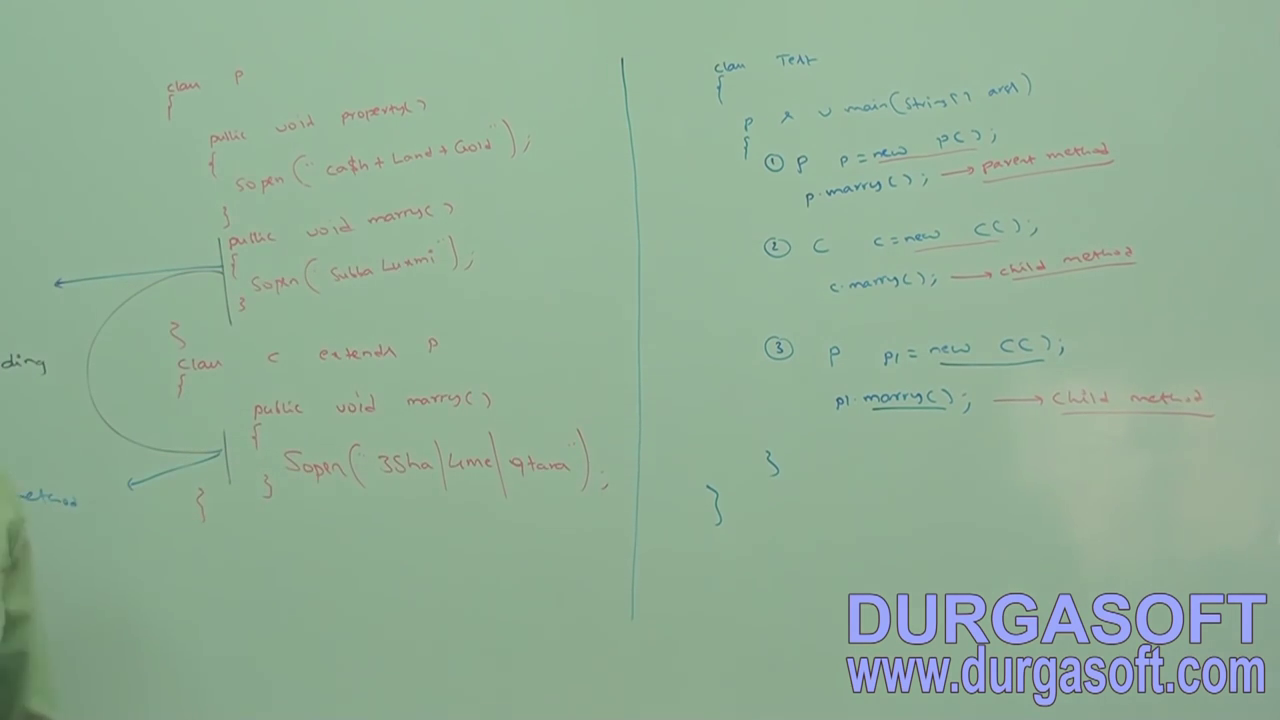 class P
{
public void property()
{
Sopln("cash + Land + Gold");
}
public void marry()
{
Sopln("Subba Luxmi");
}
}
class C extends P
{
public void marry()
{
Sopln("3Sha|4me|9tara");
}
}
ding
class Test
{
P S V main(String[] args)
{
① P p = new P();
p.marry(); → parent method
② C c = new C();
c.marry(); → child method
③ P p1 = new C();
p1.marry(); → child method
}
}
DURGASOFT
www.durgasoft.com